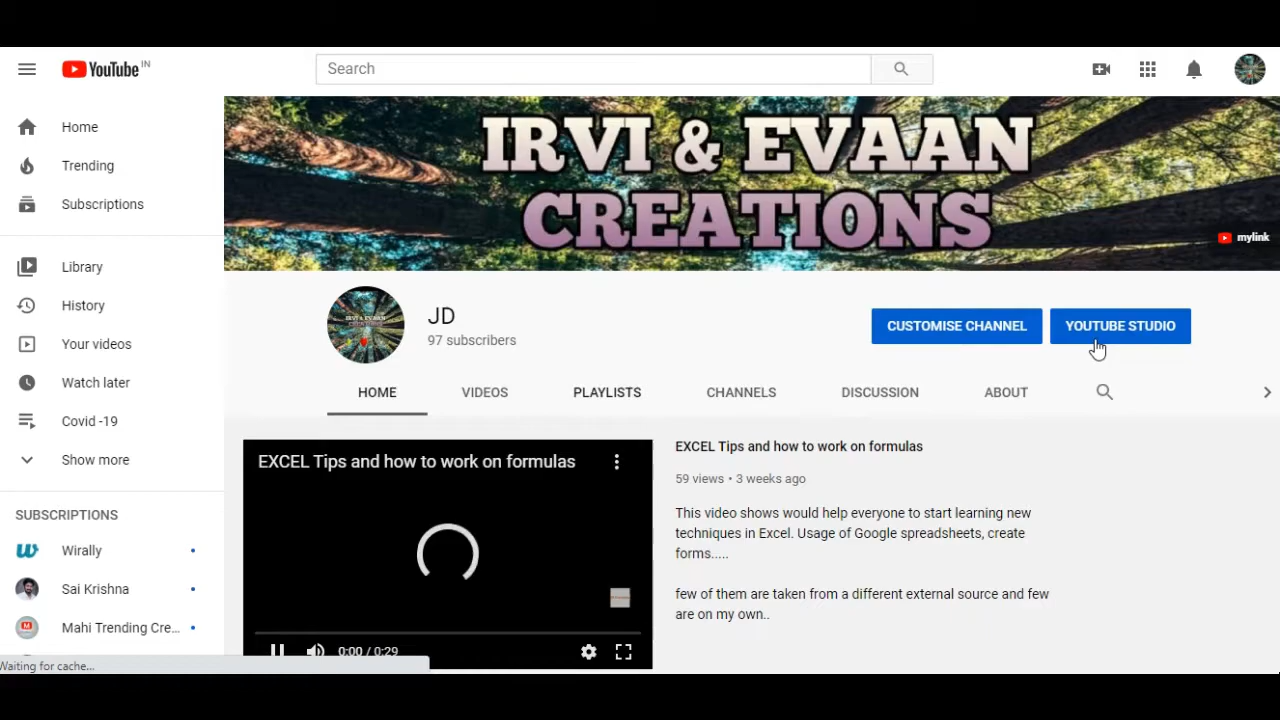 YouTube IN
Search
Home
Trending
Subscriptions
Library
History
Your videos
Watch later
Covid -19
Show more
SUBSCRIPTIONS
Wirally
Sai Krishna
Mahi Trending Cre...
Waiting for cache...
IRVI & EVAAN
CREATIONS
mylink
JD
97 subscribers
CUSTOMISE CHANNEL
YOUTUBE STUDIO
HOME
VIDEOS
PLAYLISTS
CHANNELS
DISCUSSION
ABOUT
EXCEL Tips and how to work on formulas
0:00 / 0:29
EXCEL Tips and how to work on formulas
59 views • 3 weeks ago
This video shows would help everyone to start learning new
techniques in Excel. Usage of Google spreadsheets, create
forms.....
few of them are taken from a different external source and few
are on my own..